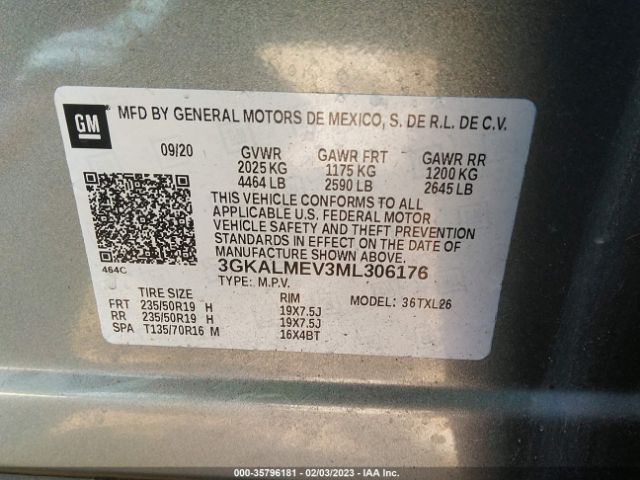 GM
MFD BY GENERAL MOTORS DE MEXICO, S. DE R.L. DE C.V.
09/20 GVWR GAWR FRT GAWR RR
2025 KG 1175 KG 1200 KG
4464 LB 2590 LB 2645 LB
THIS VEHICLE CONFORMS TO ALL
APPLICABLE U.S. FEDERAL MOTOR
VEHICLE SAFETY AND THEFT PREVENTION
STANDARDS IN EFFECT ON THE DATE OF
MANUFACTURE SHOWN ABOVE.
464C 3GKALMEV3ML306176
TYPE: M.P.V.
TIRE SIZE RIM MODEL: 36TXL26
FRT 235/50R19 H 19X7.5J
RR 235/50R19 H 19X7.5J
SPA T135/70R16 M 16X4BT
000-35796181 - 02/03/2023 - IAA Inc.